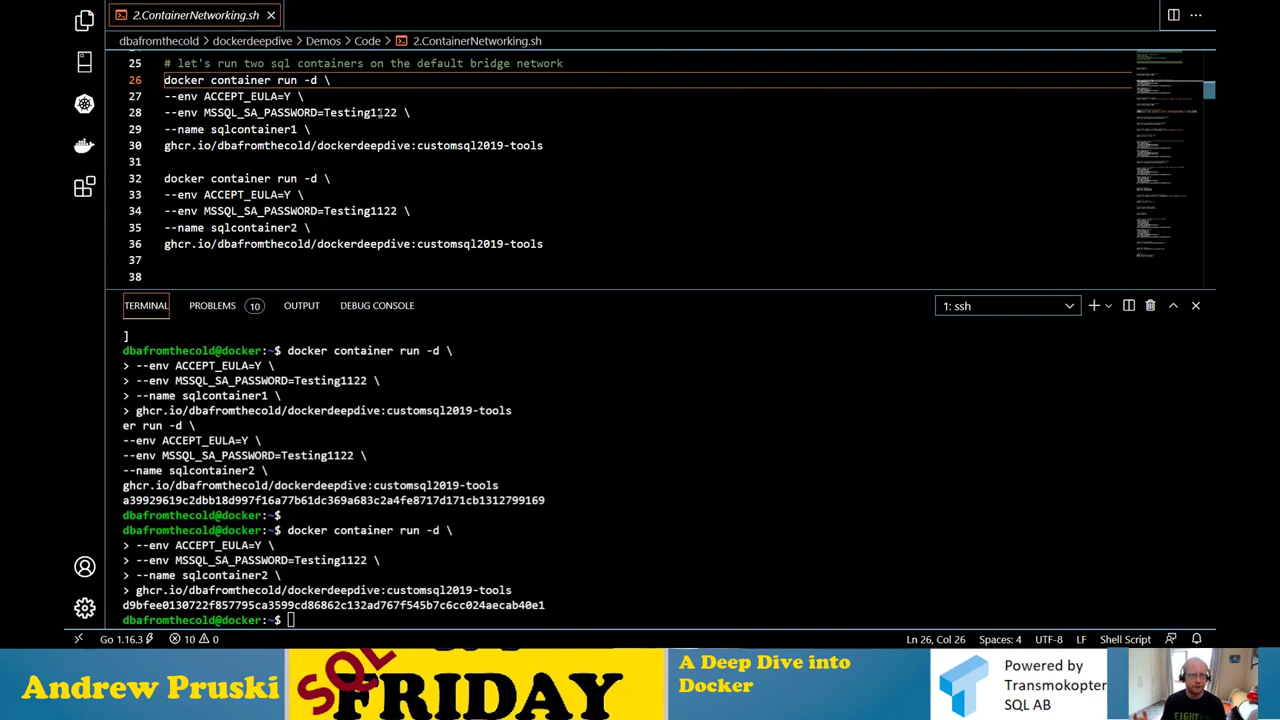 2.ContainerNetworking.sh
dbafromthecold > dockerdeepdive > Demos > Code > 2.ContainerNetworking.sh
25 # let's run two sql containers on the default bridge network
26 docker container run -d \
27 --env ACCEPT_EULA=Y \
28 --env MSSQL_SA_PASSWORD=Testing1122 \
29 --name sqlcontainer1 \
30 ghcr.io/dbafromthecold/dockerdeepdive:customsql2019-tools
31
32 docker container run -d \
33 --env ACCEPT_EULA=Y \
34 --env MSSQL_SA_PASSWORD=Testing1122 \
35 --name sqlcontainer2 \
36 ghcr.io/dbafromthecold/dockerdeepdive:customsql2019-tools
37
38
TERMINAL PROBLEMS 10 OUTPUT DEBUG CONSOLE 1: ssh
]
dbafromthecold@docker:~$ docker container run -d \
> --env ACCEPT_EULA=Y \
> --env MSSQL_SA_PASSWORD=Testing1122 \
> --name sqlcontainer1 \
> ghcr.io/dbafromthecold/dockerdeepdive:customsql2019-tools
er run -d \
--env ACCEPT_EULA=Y \
--env MSSQL_SA_PASSWORD=Testing1122 \
--name sqlcontainer2 \
ghcr.io/dbafromthecold/dockerdeepdive:customsql2019-tools
a39929619c2dbb18d997f16a77b61dc369a683c2a4fe8717d171cb1312799169
dbafromthecold@docker:~$
dbafromthecold@docker:~$ docker container run -d \
> --env ACCEPT_EULA=Y \
> --env MSSQL_SA_PASSWORD=Testing1122 \
> --name sqlcontainer2 \
> ghcr.io/dbafromthecold/dockerdeepdive:customsql2019-tools
d9bfee0130722f857795ca3599cd86862c132ad767f545b7c6cc024aecab40e1
dbafromthecold@docker:~$
Go 1.16.3 10 0 Ln 26, Col 26 Spaces: 4 UTF-8 LF Shell Script
Andrew Pruski
SQL
FRIDAY
A Deep Dive into
Docker
Powered by
Transmokopter
SQL AB